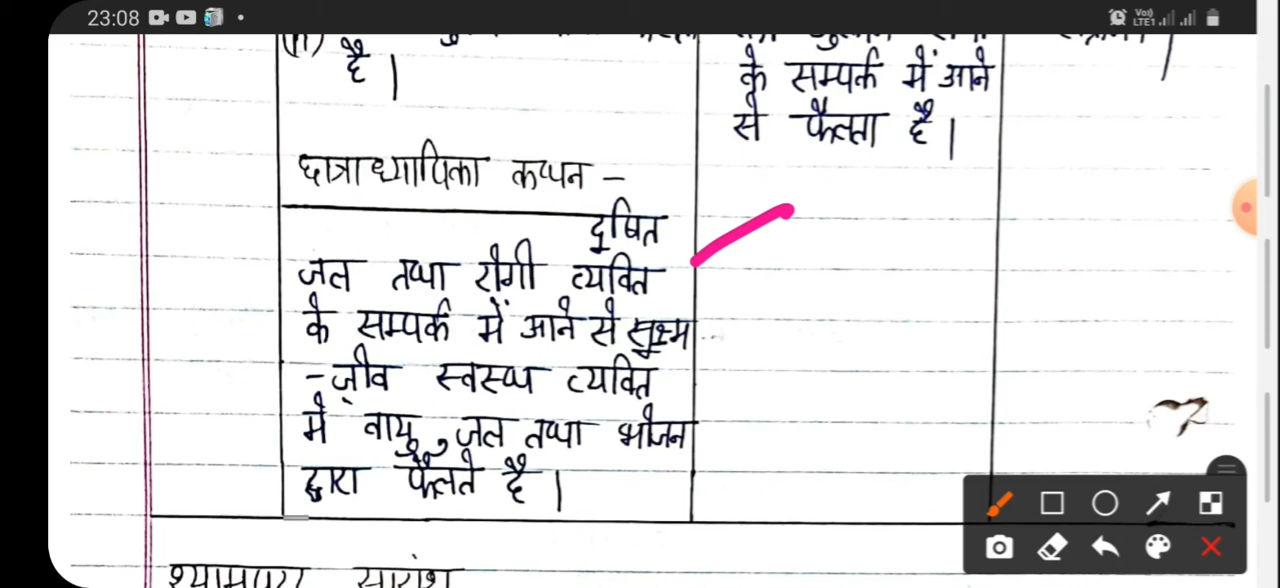 23:08
VoLTE1
है।
के सम्पर्क में आने
से फैलता है।
छात्राध्यापिका कथन –
दूषित
जल तथा रोगी व्यक्ति
के सम्पर्क में आने से सूक्ष्म
-जीव स्वस्थ व्यक्ति
में वायु, जल तथा भोजन
द्वारा फैलते है।
श्यामपट्ट सारांश